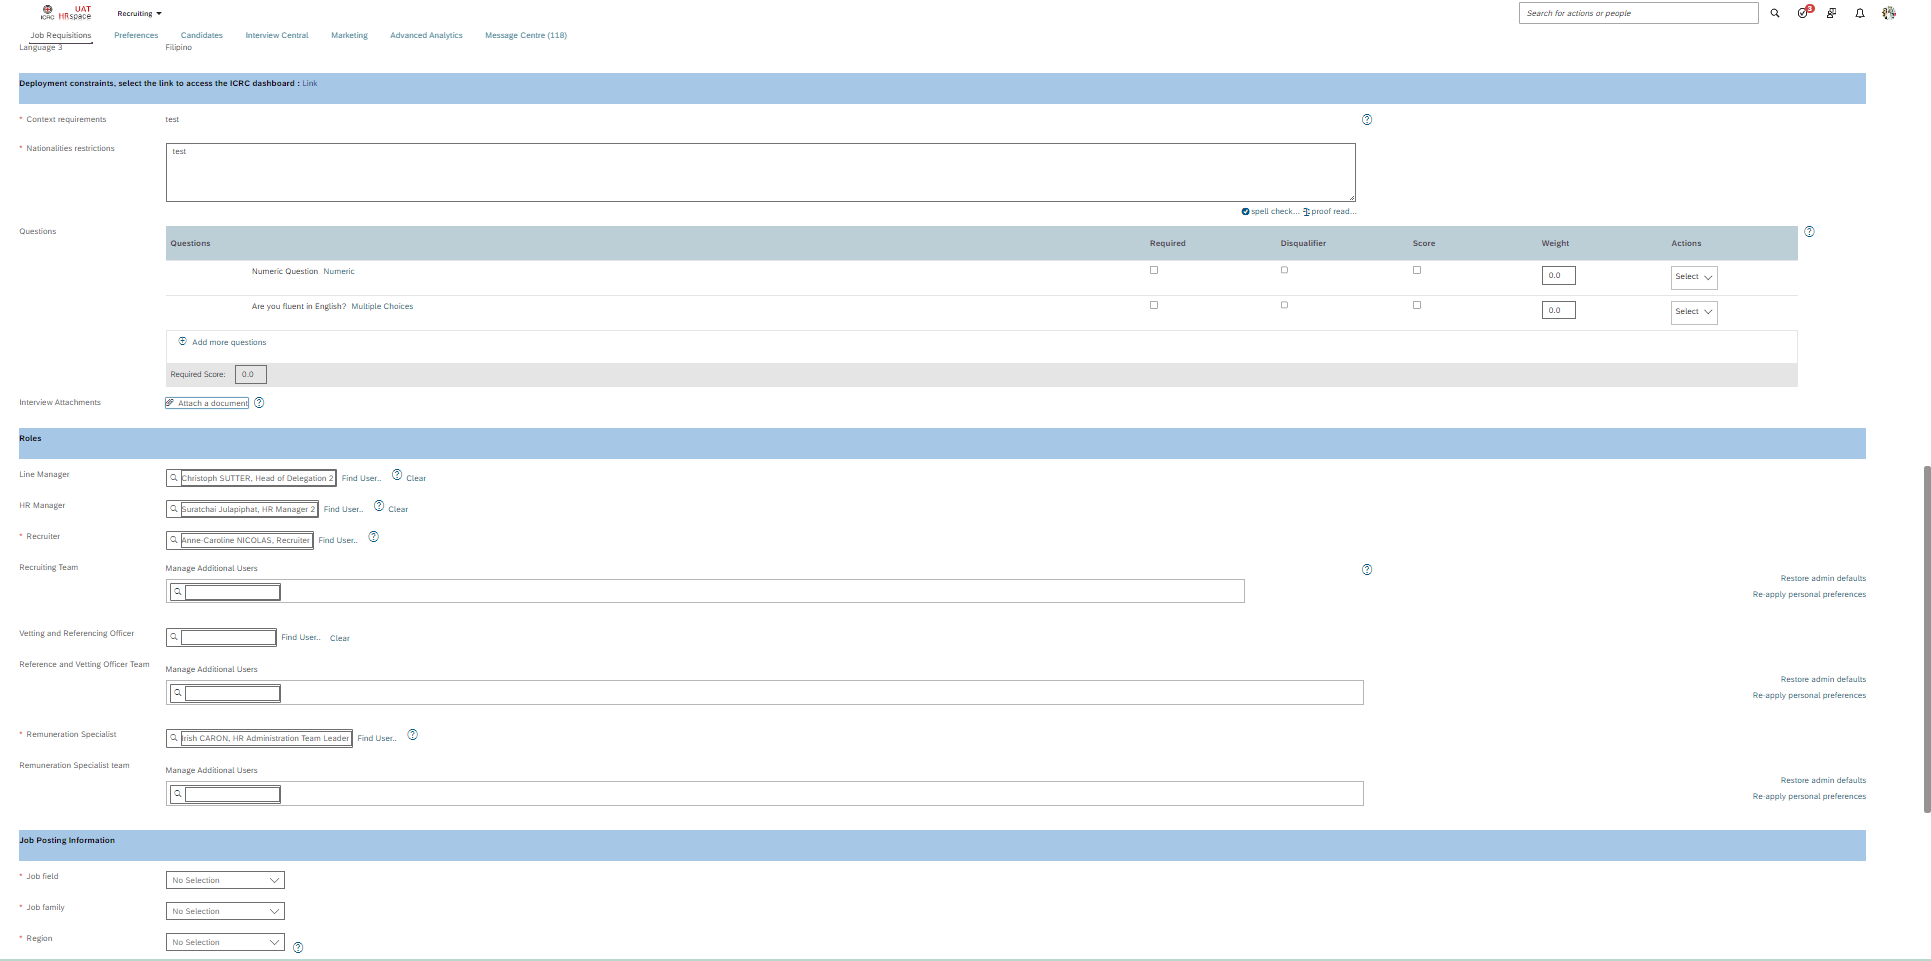 ICRC UAT HRspace
Recruiting
Search for actions or people
3
Job Requisitions Preferences Candidates Interview Central Marketing Advanced Analytics Message Centre (118)
Language 3 Filipino
Deployment constraints, select the link to access the ICRC dashboard : Link
* Context requirements test
* Nationalities restrictions test
spell check... proof read...
Questions
Questions Required Disqualifier Score Weight Actions
Numeric Question Numeric 0.0 Select
Are you fluent in English? Multiple Choices 0.0 Select
Add more questions
Required Score: 0.0
Interview Attachments Attach a document
Roles
Line Manager Christoph SUTTER, Head of Delegation 2 Find User.. Clear
HR Manager Suratchai Julapiphat, HR Manager 2 Find User.. Clear
* Recruiter Anne-Caroline NICOLAS, Recruiter Find User..
Recruiting Team Manage Additional Users
Restore admin defaults
Re-apply personal preferences
Vetting and Referencing Officer Find User.. Clear
Reference and Vetting Officer Team Manage Additional Users
Restore admin defaults
Re-apply personal preferences
* Remuneration Specialist Irish CARON, HR Administration Team Leader Find User..
Remuneration Specialist team Manage Additional Users
Restore admin defaults
Re-apply personal preferences
Job Posting Information
* Job field No Selection
* Job family No Selection
* Region No Selection